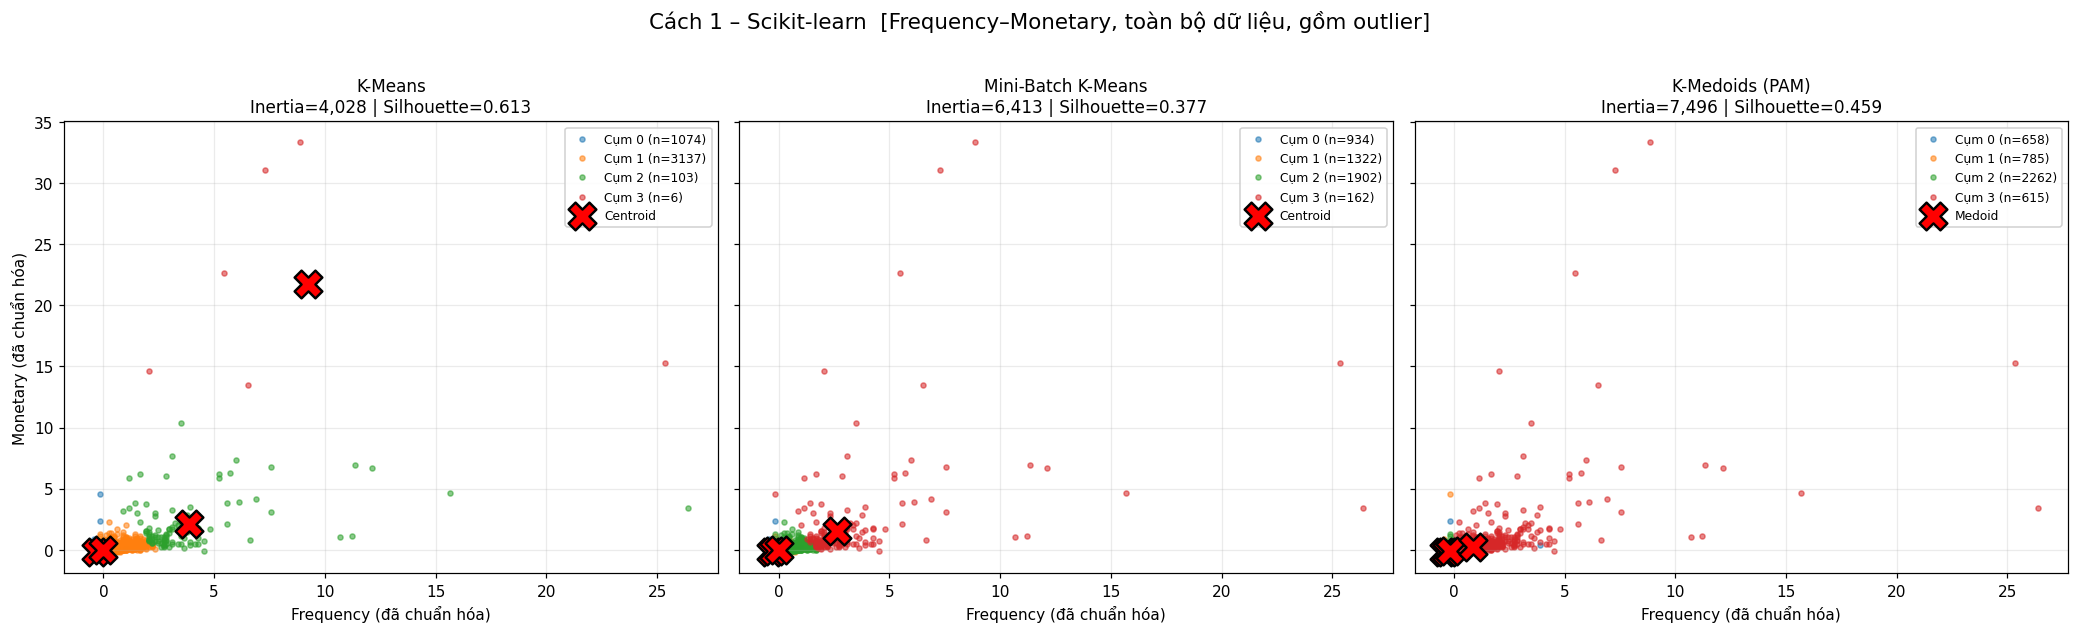 Cách 1 – Scikit-learn  [Frequency–Monetary, toàn bộ dữ liệu, gồm outlier]
K-Means
Inertia=4,028 | Silhouette=0.613
Monetary (đã chuẩn hóa)
35
30
25
20
15
10
5
0
Cụm 0 (n=1074)
Cụm 1 (n=3137)
Cụm 2 (n=103)
Cụm 3 (n=6)
Centroid
0 5 10 15 20 25
Frequency (đã chuẩn hóa)
Mini-Batch K-Means
Inertia=6,413 | Silhouette=0.377
Cụm 0 (n=934)
Cụm 1 (n=1322)
Cụm 2 (n=1902)
Cụm 3 (n=162)
Centroid
0 5 10 15 20 25
Frequency (đã chuẩn hóa)
K-Medoids (PAM)
Inertia=7,496 | Silhouette=0.459
Cụm 0 (n=658)
Cụm 1 (n=785)
Cụm 2 (n=2262)
Cụm 3 (n=615)
Medoid
0 5 10 15 20 25
Frequency (đã chuẩn hóa)